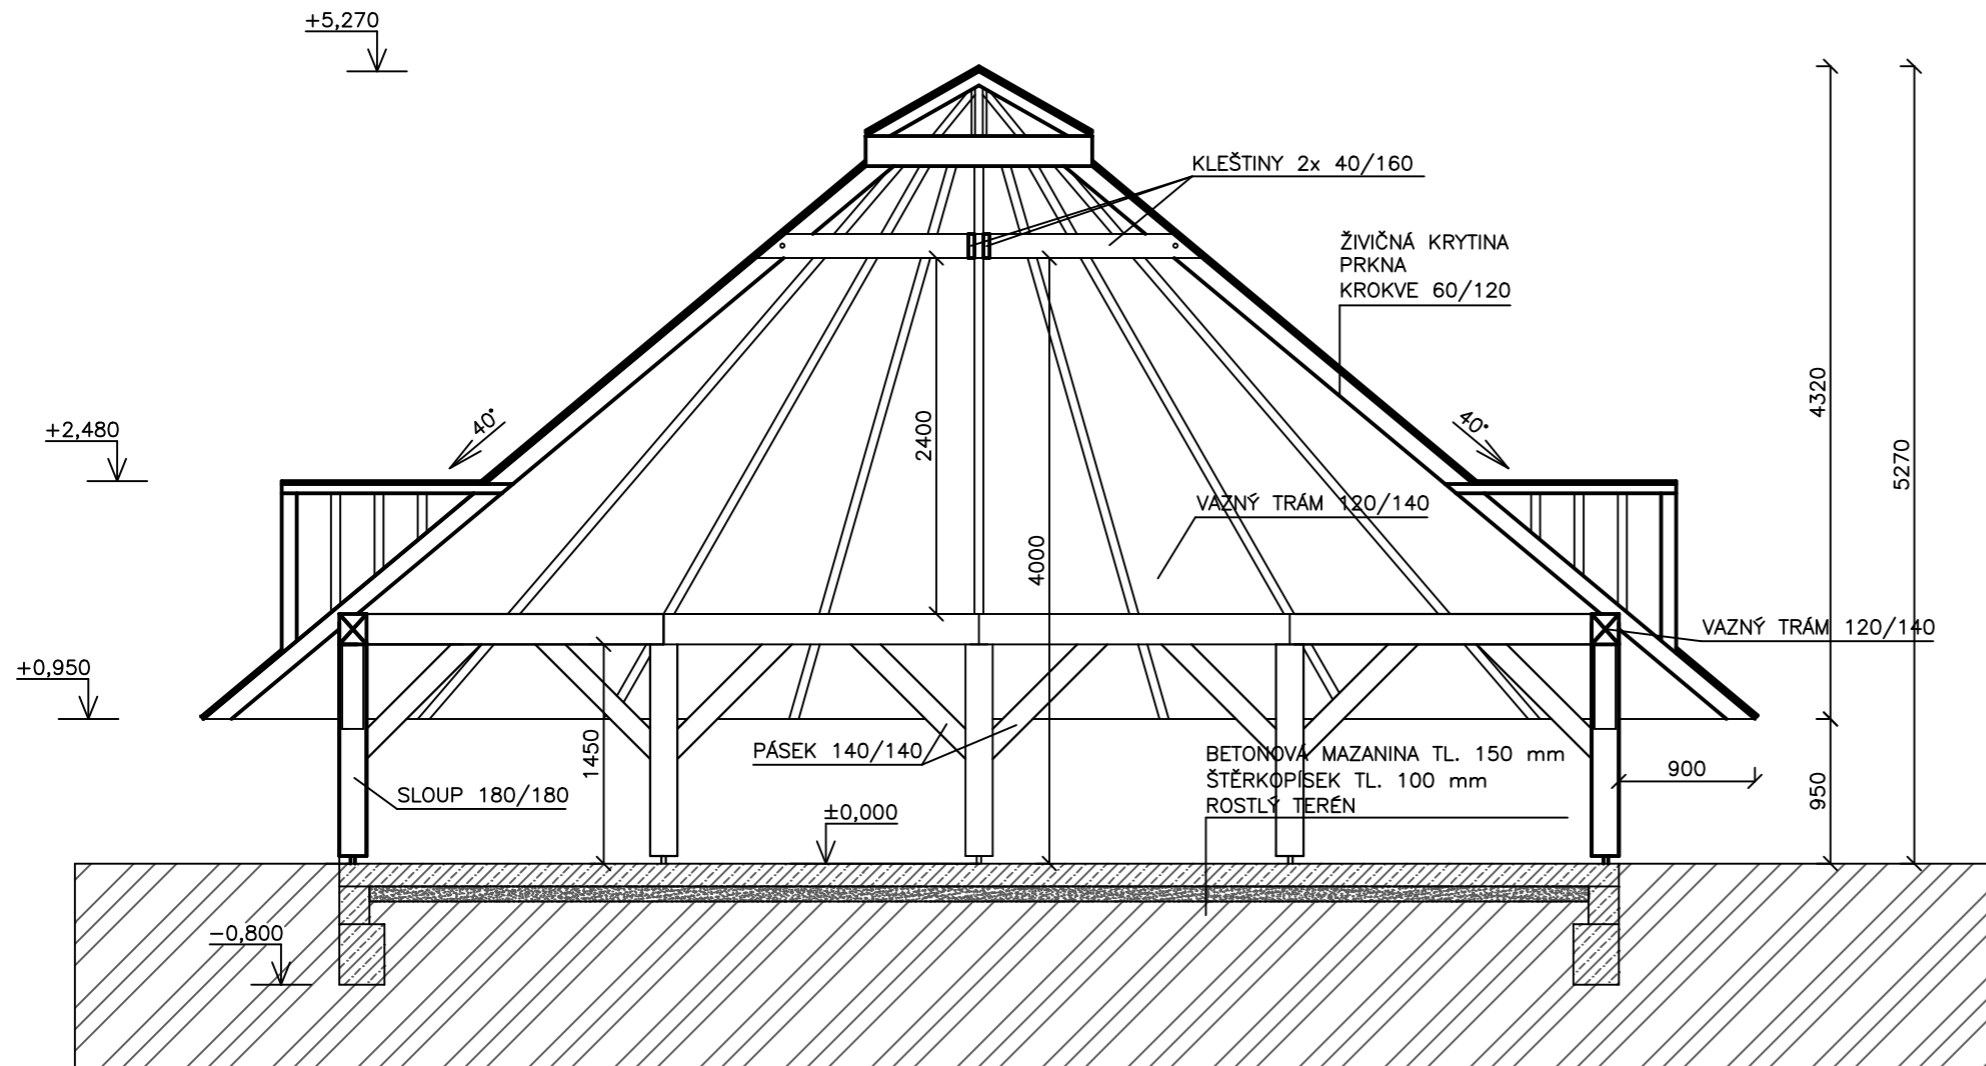 +5,270
KLEŠTINY 2x 40/160
ŽIVIČNÁ KRYTINA
PRKNA
KROKVE 60/120
40°
40°
+2,480
2400
4000
4320
5270
VAZNÝ TRÁM 120/140
VAZNÝ TRÁM 120/140
+0,950
1450
PÁSEK 140/140
SLOUP 180/180
BETONOVÁ MAZANINA TL. 150 mm
ŠTĚRKOPÍSEK TL. 100 mm
ROSTLÝ TERÉN
900
950
±0,000
-0,800